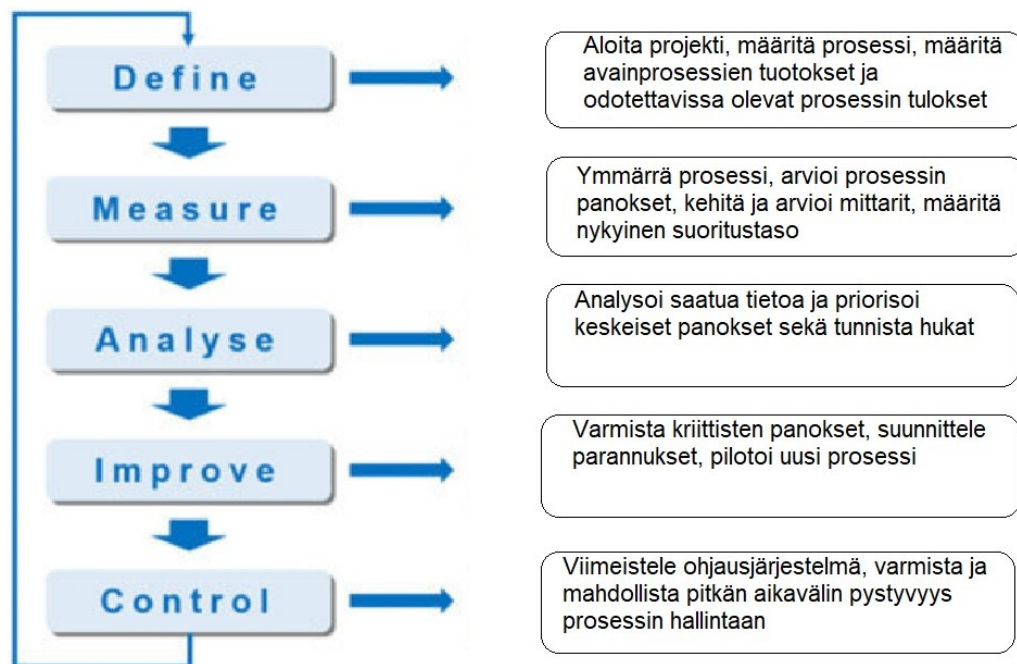 Define
Aloita projekti, määritä prosessi, määritä
avainprosessien tuotokset ja
odotettavissa olevat prosessin tulokset
Measure
Ymmärrä prosessi, arvioi prosessin
panokset, kehitä ja arvioi mittarit, määritä
nykyinen suoritustaso
Analyse
Analysoi saatua tietoa ja priorisoi
keskeiset panokset sekä tunnista hukat
Improve
Varmista kriittisten panokset, suunnittele
parannukset, pilotoi uusi prosessi
Control
Viimeistele ohjausjärjestelmä, varmista ja
mahdollista pitkän aikavälin pystyvyys
prosessin hallintaan